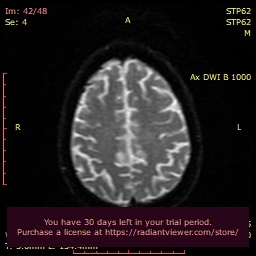 Im: 42/48
Se: 4
STP62
STP62
M
A
Ax DWI B 1000
R
L
You have 30 days left in your trial period.
Purchase a license at https://radiantviewer.com/store/